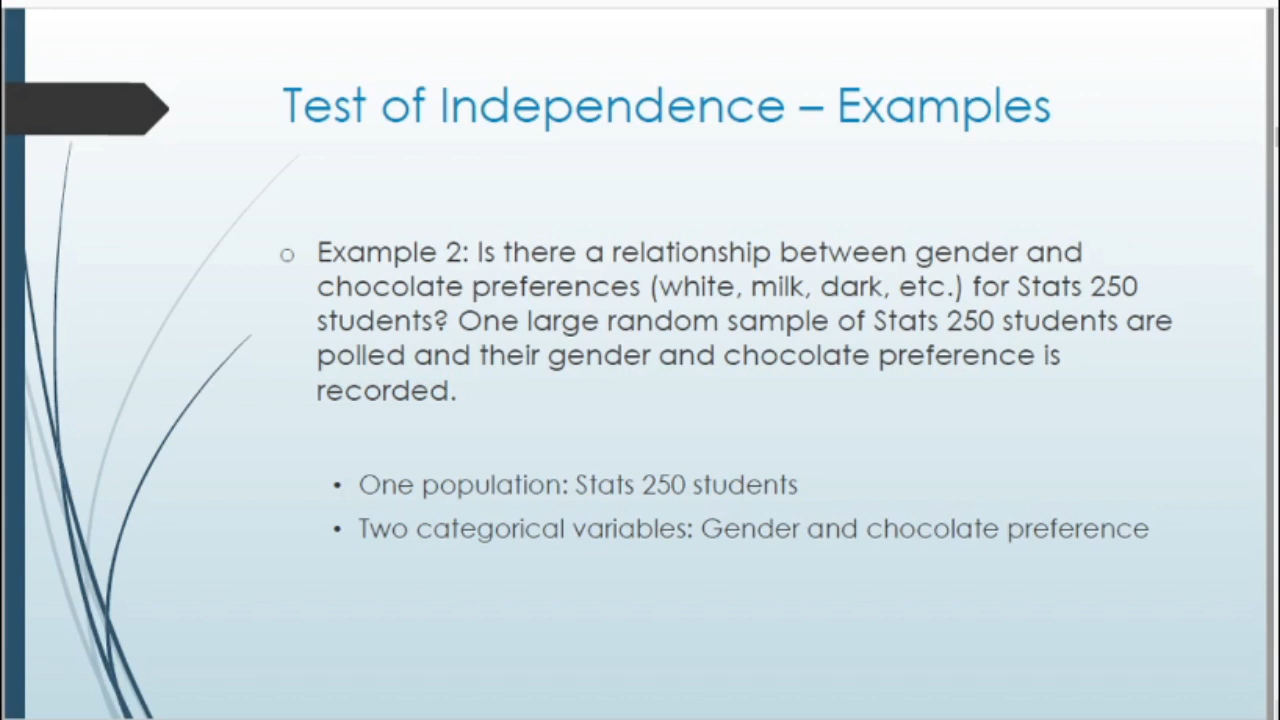 Test of Independence – Examples
Example 2: Is there a relationship between gender and
chocolate preferences (white, milk, dark, etc.) for Stats 250
students? One large random sample of Stats 250 students are
polled and their gender and chocolate preference is
recorded.
One population: Stats 250 students
Two categorical variables: Gender and chocolate preference